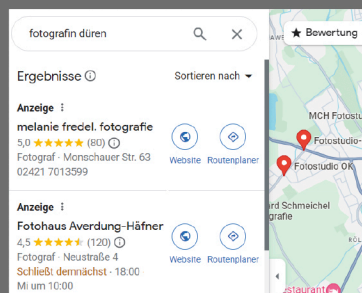 fotografin düren
Bewertung
Ergebnisse
Sortieren nach
Anzeige
melanie fredel. fotografie
5,0 (80)
Fotograf · Monschauer Str. 63
02421 7013599
Website
Routenplaner
MCH Fotostudio
Fotostudio-
Fotostudio OK
ard Schmeichel
grafie
Anzeige
Fotohaus Averdung-Häfner
4,5 (120)
Fotograf · Neustraße 4
Schließt demnächst · 18:00
Mi um 10:00
Website
Routenplaner